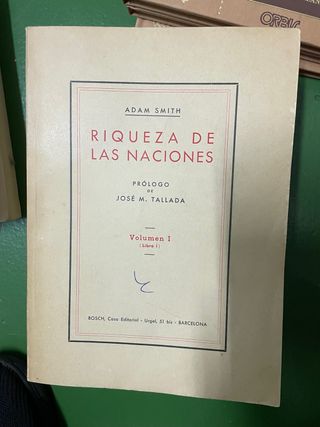 ORBIS
ADAM SMITH
RIQUEZA DE
LAS NACIONES
PRÓLOGO
DE
JOSÉ M. TALLADA
Volumen I
(Libro I)
BOSCH, Casa Editorial - Urgel, 51 bis - BARCELONA